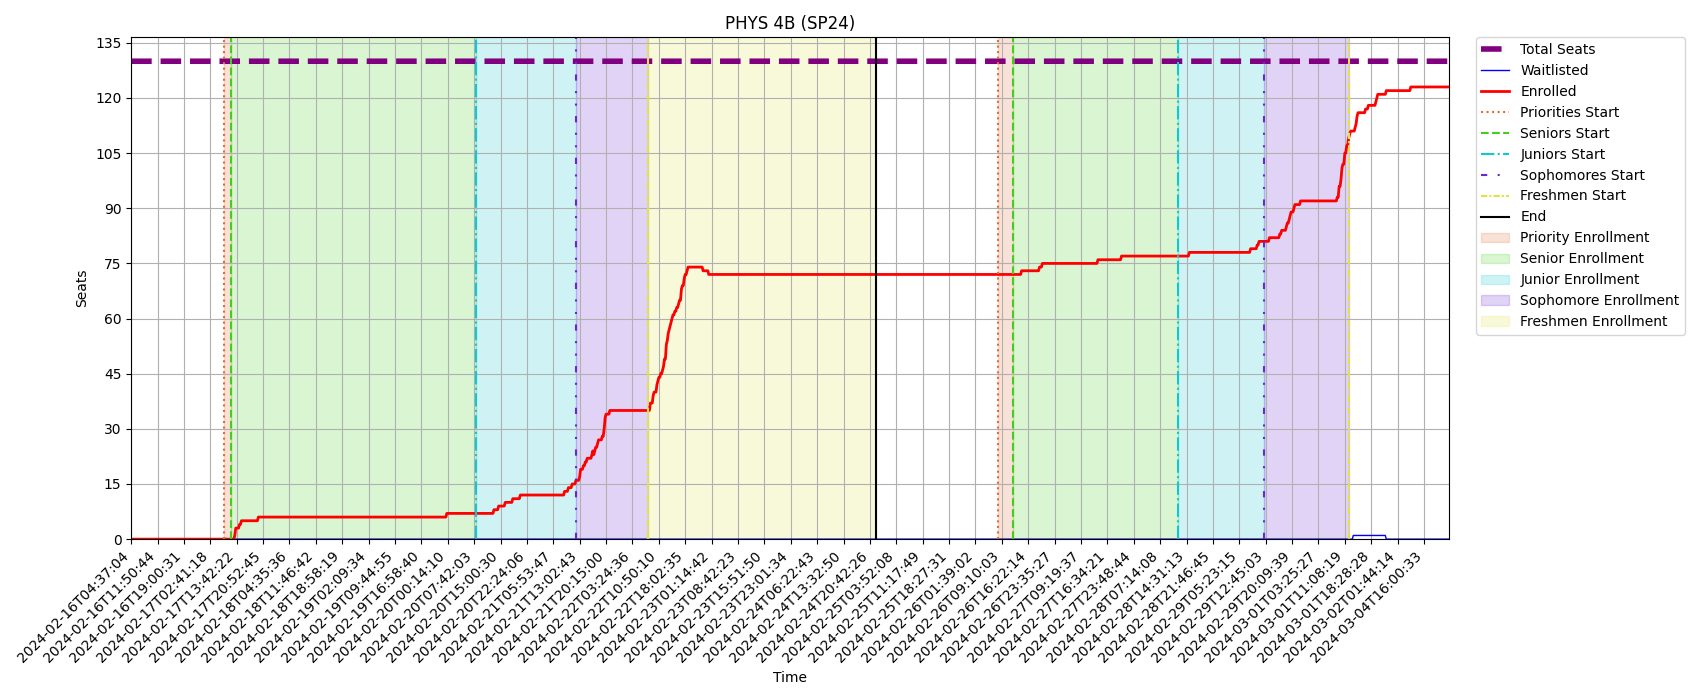 PHYS 4B (SP24)
Seats
135
120
105
90
75
60
45
30
15
0
2024-02-16T04:37:04
2024-02-16T11:50:44
2024-02-16T19:00:31
2024-02-17T02:41:18
2024-02-17T13:42:22
2024-02-17T20:52:45
2024-02-18T04:35:36
2024-02-18T11:46:42
2024-02-18T18:58:19
2024-02-19T02:09:34
2024-02-19T09:44:55
2024-02-19T16:58:40
2024-02-20T00:14:10
2024-02-20T07:42:03
2024-02-20T15:00:30
2024-02-20T22:24:06
2024-02-21T05:53:47
2024-02-21T13:02:43
2024-02-21T20:15:00
2024-02-22T03:24:36
2024-02-22T10:50:10
2024-02-22T18:02:35
2024-02-23T01:14:42
2024-02-23T08:42:23
2024-02-23T15:51:50
2024-02-23T23:01:34
2024-02-24T06:22:43
2024-02-24T13:32:50
2024-02-24T20:42:26
2024-02-25T03:52:08
2024-02-25T11:17:49
2024-02-25T18:27:31
2024-02-26T01:39:02
2024-02-26T09:10:03
2024-02-26T16:22:14
2024-02-26T23:35:27
2024-02-27T09:19:37
2024-02-27T16:34:21
2024-02-27T23:48:44
2024-02-28T07:14:08
2024-02-28T14:31:13
2024-02-28T21:46:45
2024-02-29T05:23:15
2024-02-29T12:45:03
2024-02-29T20:09:39
2024-03-01T03:25:27
2024-03-01T11:08:19
2024-03-01T18:28:28
2024-03-02T01:44:14
2024-03-04T16:00:33
Time
Total Seats
Waitlisted
Enrolled
Priorities Start
Seniors Start
Juniors Start
Sophomores Start
Freshmen Start
End
Priority Enrollment
Senior Enrollment
Junior Enrollment
Sophomore Enrollment
Freshmen Enrollment